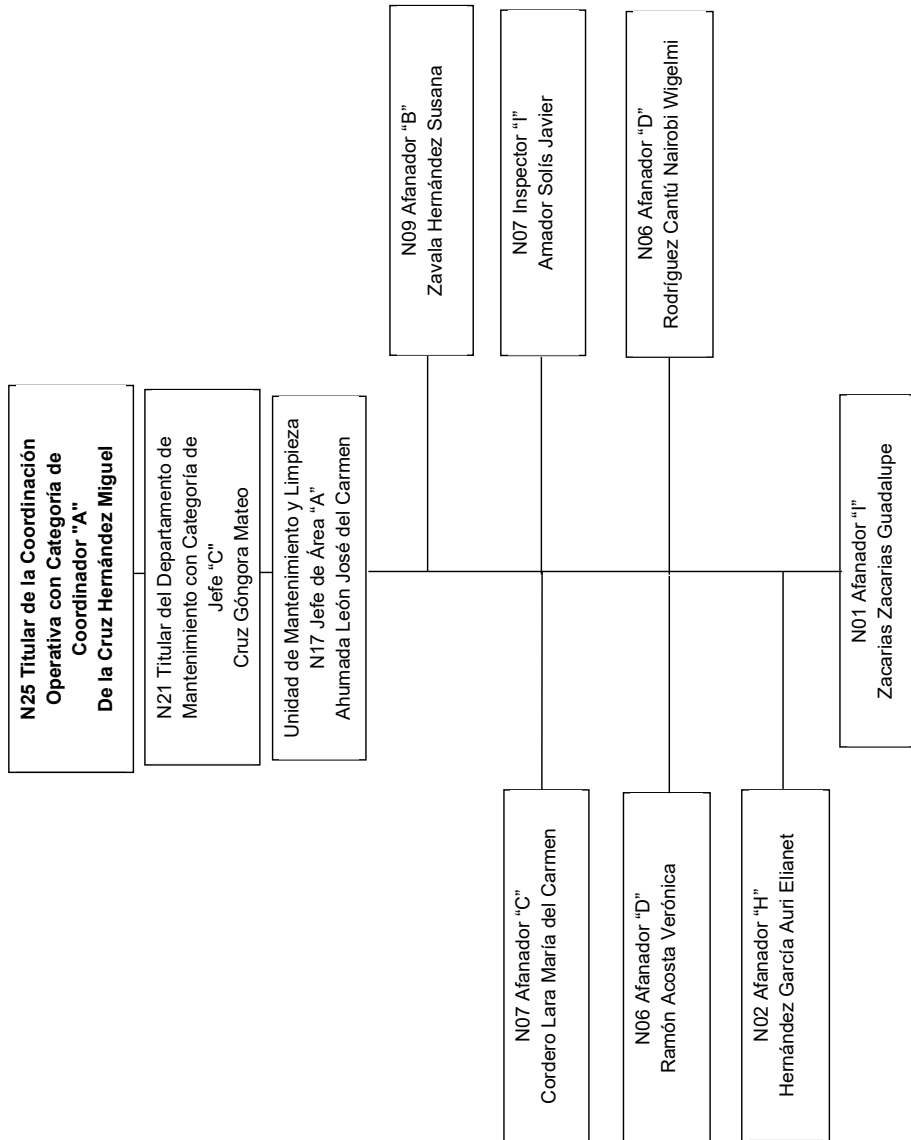 N25 Titular de la Coordinación
Operativa con Categoría de
Coordinador "A"
De la Cruz Hernández Miguel
N21 Titular del Departamento de
Mantenimiento con Categoría de
Jefe “C”
Cruz Góngora Mateo
Unidad de Mantenimiento y Limpieza
N17 Jefe de Área “A”
Ahumada León José del Carmen
N09 Afanador “B”
Zavala Hernández Susana
N07 Afanador “C”
Cordero Lara María del Carmen
N07 Inspector “I”
Amador Solís Javier
N06 Afanador “D”
Ramón Acosta Verónica
N06 Afanador “D”
Rodríguez Cantú Nairobi Wigelmi
N02 Afanador “H”
Hernández García Auri Elianet
N01 Afanador “I”
Zacarias Zacarias Guadalupe